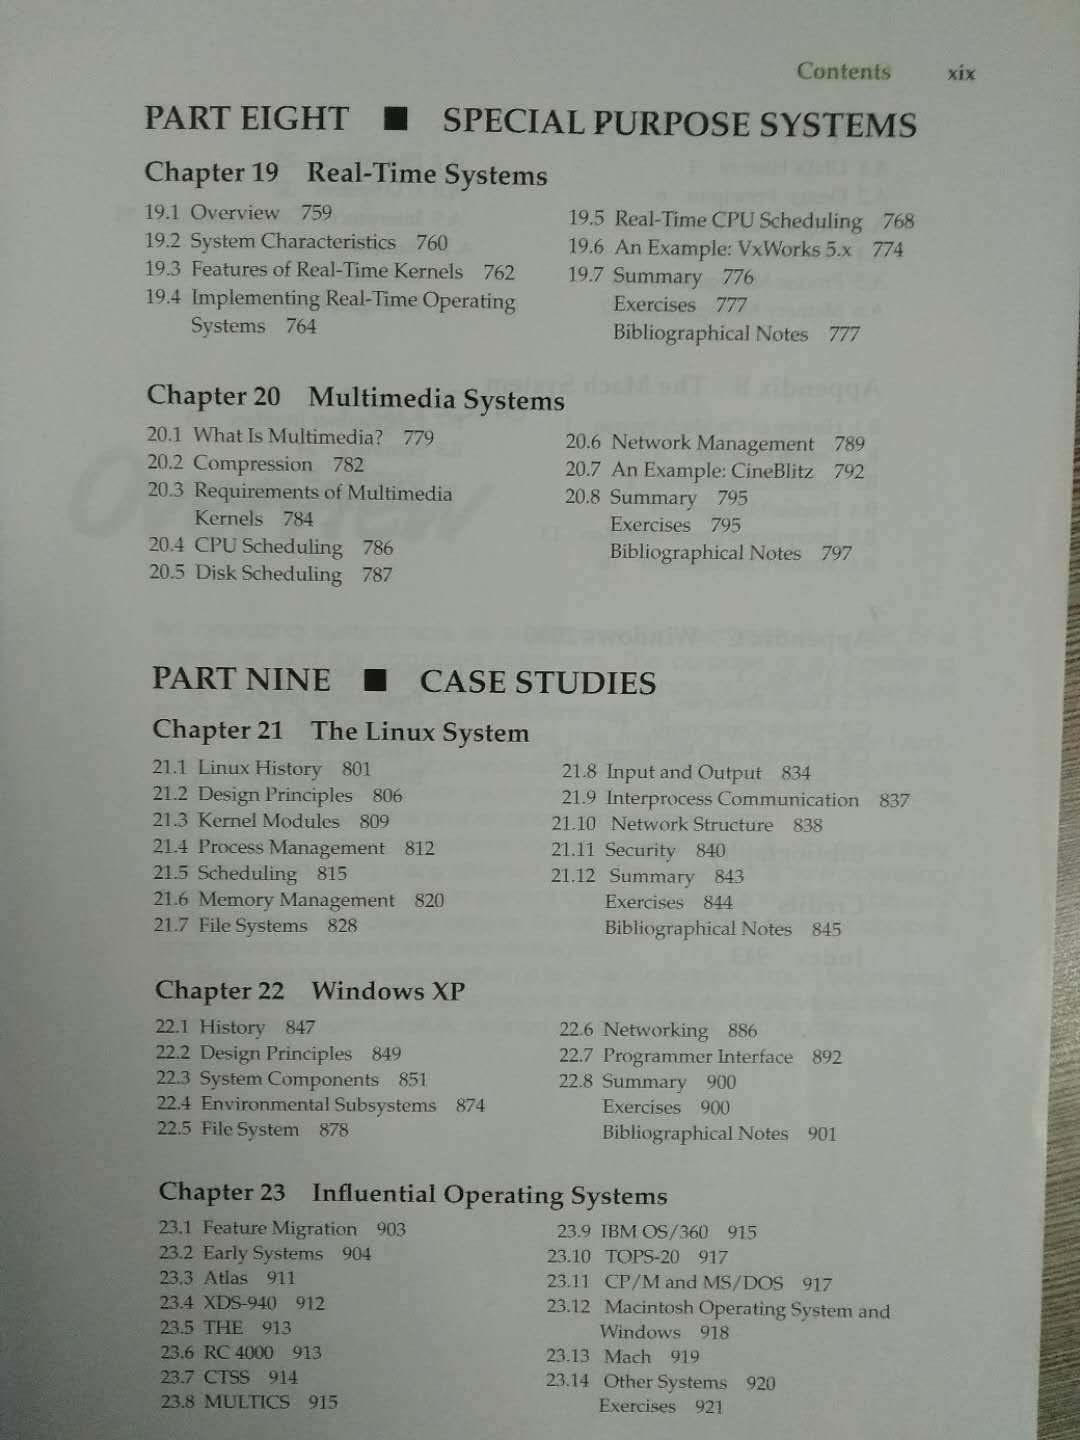 Contents xix
PART EIGHT ■ SPECIAL PURPOSE SYSTEMS
Chapter 19 Real-Time Systems
19.1 Overview 759
19.2 System Characteristics 760
19.3 Features of Real-Time Kernels 762
19.4 Implementing Real-Time Operating
Systems 764
19.5 Real-Time CPU Scheduling 768
19.6 An Example: VxWorks 5.x 774
19.7 Summary 776
Exercises 777
Bibliographical Notes 777
Chapter 20 Multimedia Systems
20.1 What Is Multimedia? 779
20.2 Compression 782
20.3 Requirements of Multimedia
Kernels 784
20.4 CPU Scheduling 786
20.5 Disk Scheduling 787
20.6 Network Management 789
20.7 An Example: CineBlitz 792
20.8 Summary 795
Exercises 795
Bibliographical Notes 797
PART NINE ■ CASE STUDIES
Chapter 21 The Linux System
21.1 Linux History 801
21.2 Design Principles 806
21.3 Kernel Modules 809
21.4 Process Management 812
21.5 Scheduling 815
21.6 Memory Management 820
21.7 File Systems 828
21.8 Input and Output 834
21.9 Interprocess Communication 837
21.10 Network Structure 838
21.11 Security 840
21.12 Summary 843
Exercises 844
Bibliographical Notes 845
Chapter 22 Windows XP
22.1 History 847
22.2 Design Principles 849
22.3 System Components 851
22.4 Environmental Subsystems 874
22.5 File System 878
22.6 Networking 886
22.7 Programmer Interface 892
22.8 Summary 900
Exercises 900
Bibliographical Notes 901
Chapter 23 Influential Operating Systems
23.1 Feature Migration 903
23.2 Early Systems 904
23.3 Atlas 911
23.4 XDS-940 912
23.5 THE 913
23.6 RC 4000 913
23.7 CTSS 914
23.8 MULTICS 915
23.9 IBM OS/360 915
23.10 TOPS-20 917
23.11 CP/M and MS/DOS 917
23.12 Macintosh Operating System and
Windows 918
23.13 Mach 919
23.14 Other Systems 920
Exercises 921